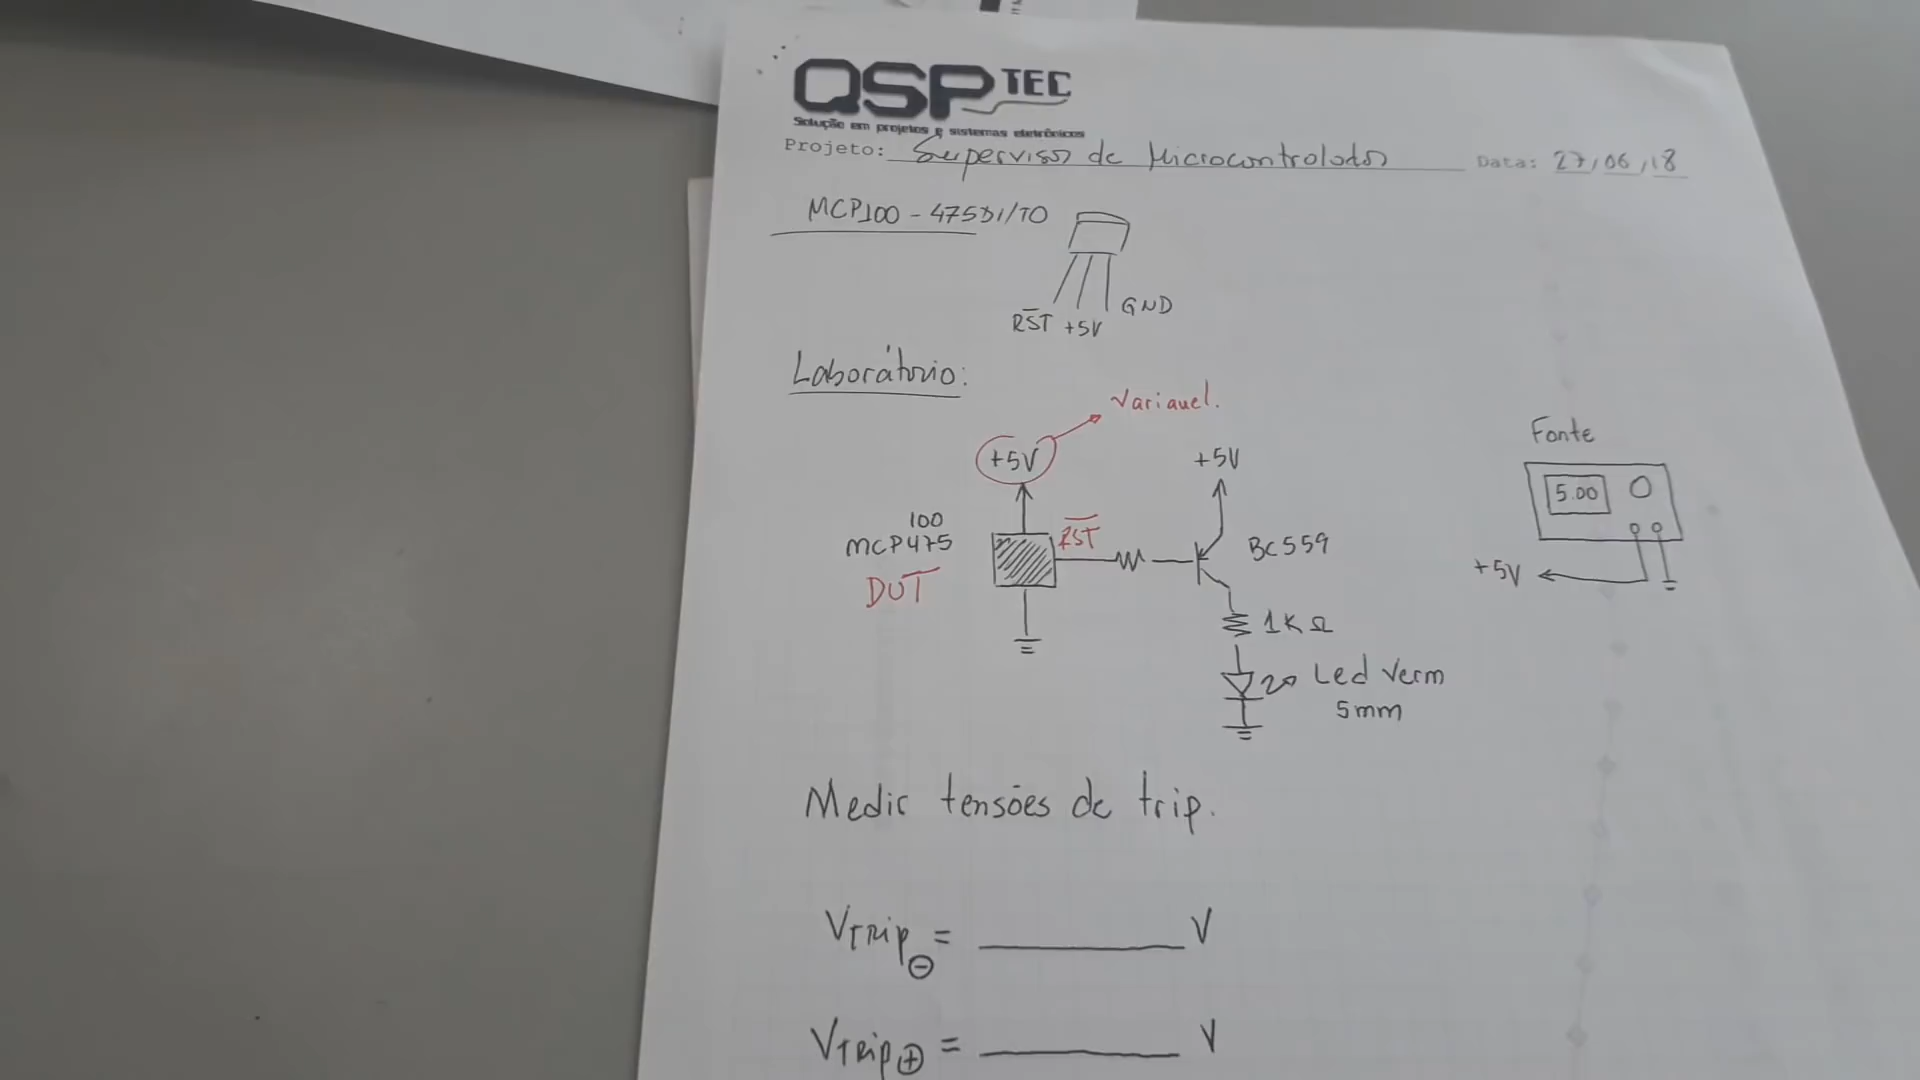 QSP TEC
Solução em projetos e sistemas eletrônicos
Projeto: Supervisor de Microcontrolador Data: 27/06/18
MCP100-475DI/TO
RST +5V GND
Laboratório:
Variavel.
+5V
+5V
Fonte
5.00
100
MCP475
RST
BC559
DUT
+5V
1KΩ
Led Verm
5mm
Medir tensões de trip.
VTRip⊖ = ______ V
VTRip⊕ = ______ V